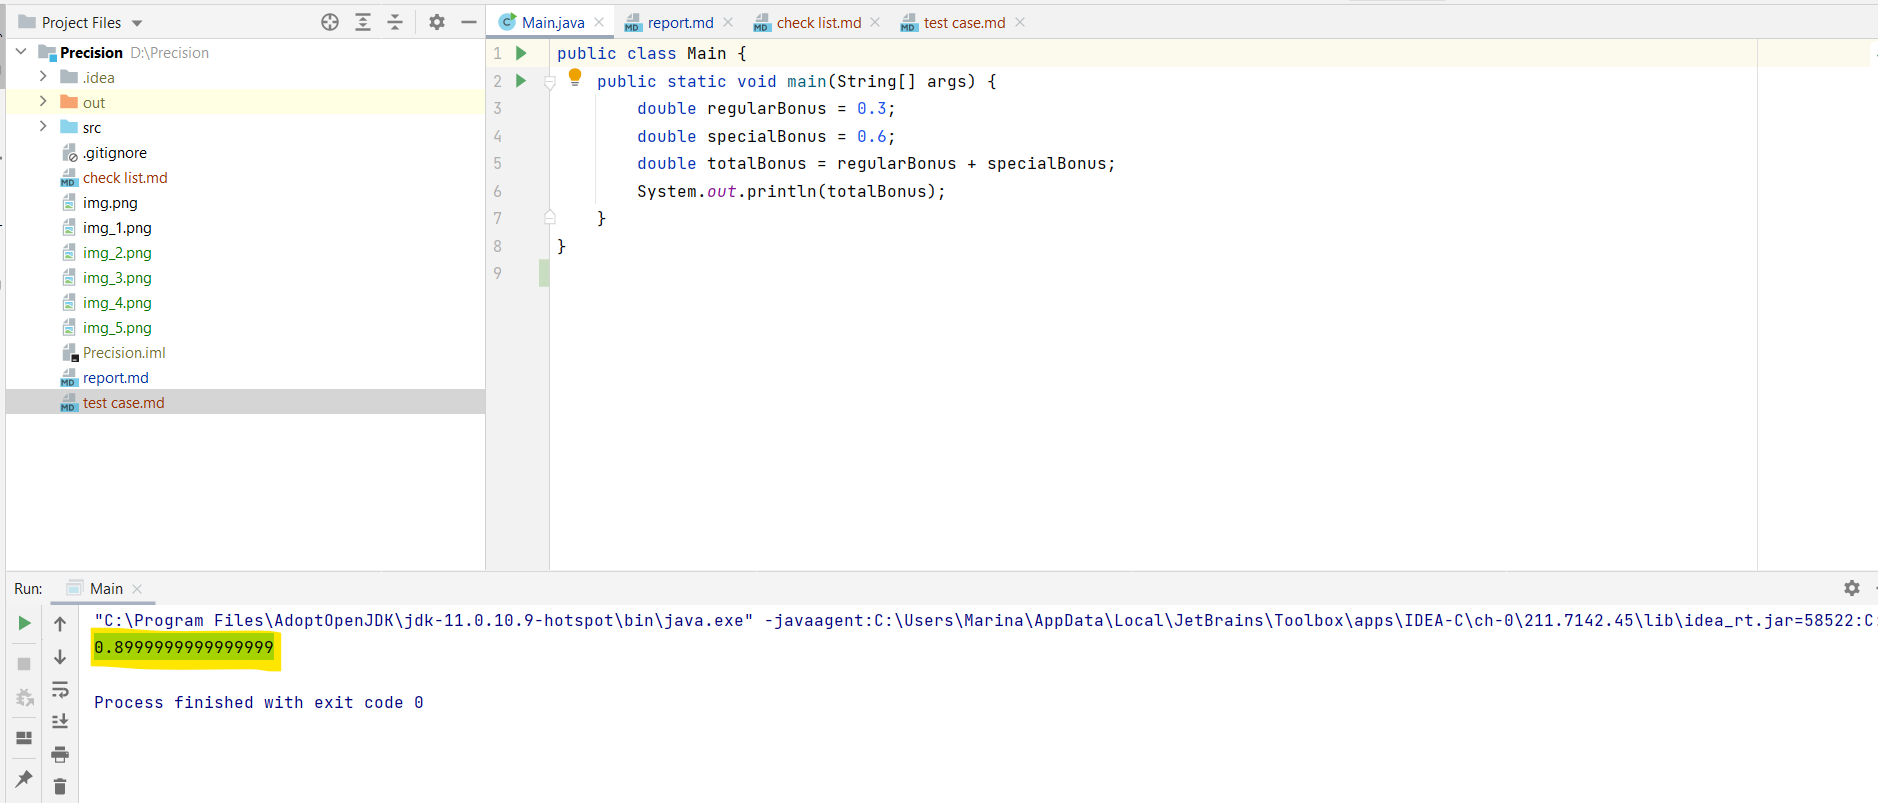 Project Files
Main.java
report.md
check list.md
test case.md
Precision D:\Precision
.idea
out
src
.gitignore
check list.md
img.png
img_1.png
img_2.png
img_3.png
img_4.png
img_5.png
Precision.iml
report.md
test case.md
1 public class Main {
2 public static void main(String[] args) {
3 double regularBonus = 0.3;
4 double specialBonus = 0.6;
5 double totalBonus = regularBonus + specialBonus;
6 System.out.println(totalBonus);
7 }
8 }
9
Run: Main
"C:\Program Files\AdoptOpenJDK\jdk-11.0.10.9-hotspot\bin\java.exe" -javaagent:C:\Users\Marina\AppData\Local\JetBrains\Toolbox\apps\IDEA-C\ch-0\211.7142.45\lib\idea_rt.jar=58522:C:
0.8999999999999999
Process finished with exit code 0